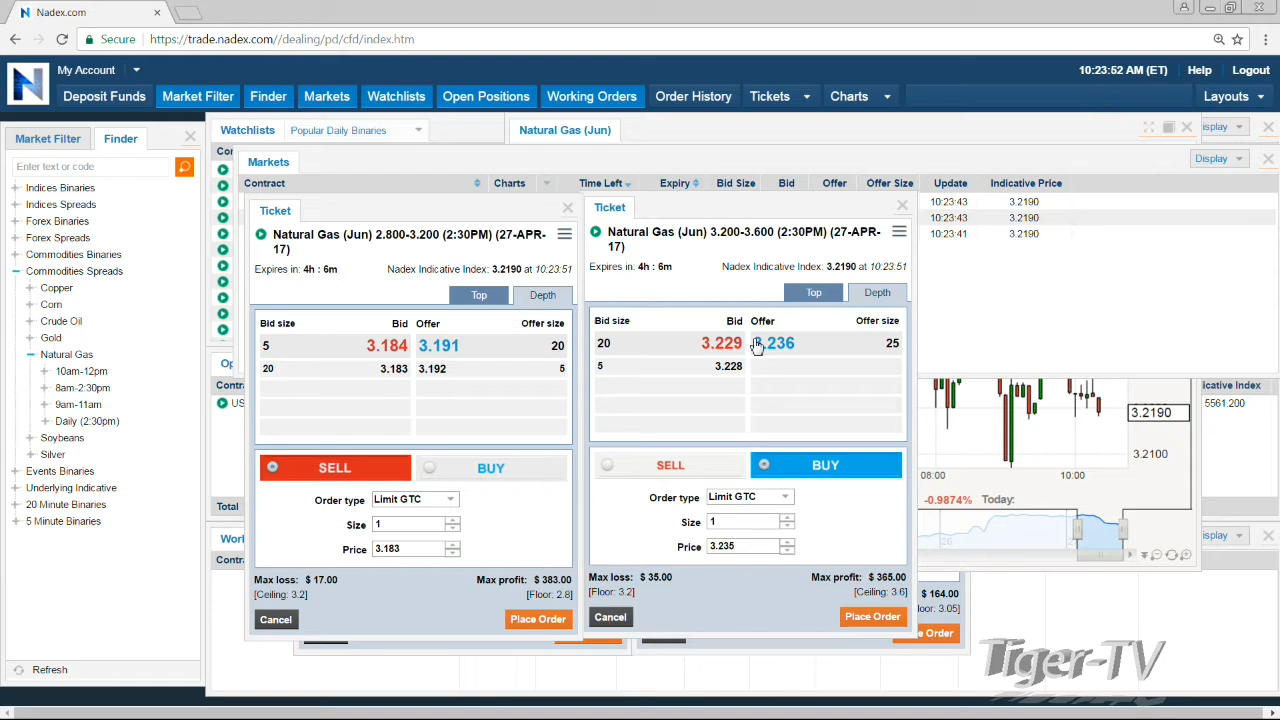 Nadex.com
Secure https://trade.nadex.com//dealing/pd/cfd/index.htm
My Account
10:23:52 AM (ET) Help Logout
Deposit Funds Market Filter Finder Markets Watchlists Open Positions Working Orders Order History Tickets Charts Layouts
Market Filter Finder
Watchlists Popular Daily Binaries Natural Gas (Jun) isplay
Enter text or code
Markets Display
Contract Charts Time Left Expiry Bid Size Bid Offer Offer Size Update Indicative Price
10:23:43 3.2190
10:23:43 3.2190
10:23:41 3.2190
Indices Binaries
Indices Spreads
Forex Binaries
Forex Spreads
Commodities Binaries
Commodities Spreads
Copper
Corn
Crude Oil
Gold
Natural Gas
10am-12pm
8am-2:30pm
9am-11am
Daily (2:30pm)
Soybeans
Silver
Events Binaries
Underlying Indicative
20 Minute Binaries
5 Minute Binaries
Refresh
Cor
Op
Contra
US
Total
Wor
Contra
Ticket
Natural Gas (Jun) 2.800-3.200 (2:30PM) (27-APR-
17)
Expires in: 4h : 6m Nadex Indicative Index: 3.2190 at 10:23:51
Top Depth
Bid size Bid Offer Offer size
5 3.184 3.191 20
20 3.183 3.192 5
SELL BUY
Order type Limit GTC
Size 1
Price 3.183
Max loss: $ 17.00 Max profit: $ 383.00
[Ceiling: 3.2] [Floor: 2.8]
Cancel Place Order
Ticket
Natural Gas (Jun) 3.200-3.600 (2:30PM) (27-APR-
17)
Expires in: 4h : 6m Nadex Indicative Index: 3.2190 at 10:23:51
Top Depth
Bid size Bid Offer Offer size
20 3.229 .236 25
5 3.228
SELL BUY
Order type Limit GTC
Size 1
Price 3.235
Max loss: $ 35.00 Max profit: $ 365.00
[Floor: 3.2] [Ceiling: 3.6]
Cancel Place Order
icative Index
5561.200
3.2190
3.2100
08:00 10:00
-0.9874% Today:
26
isplay
$ 164.00
loor: 3.05]
e Order
Tiger-TV